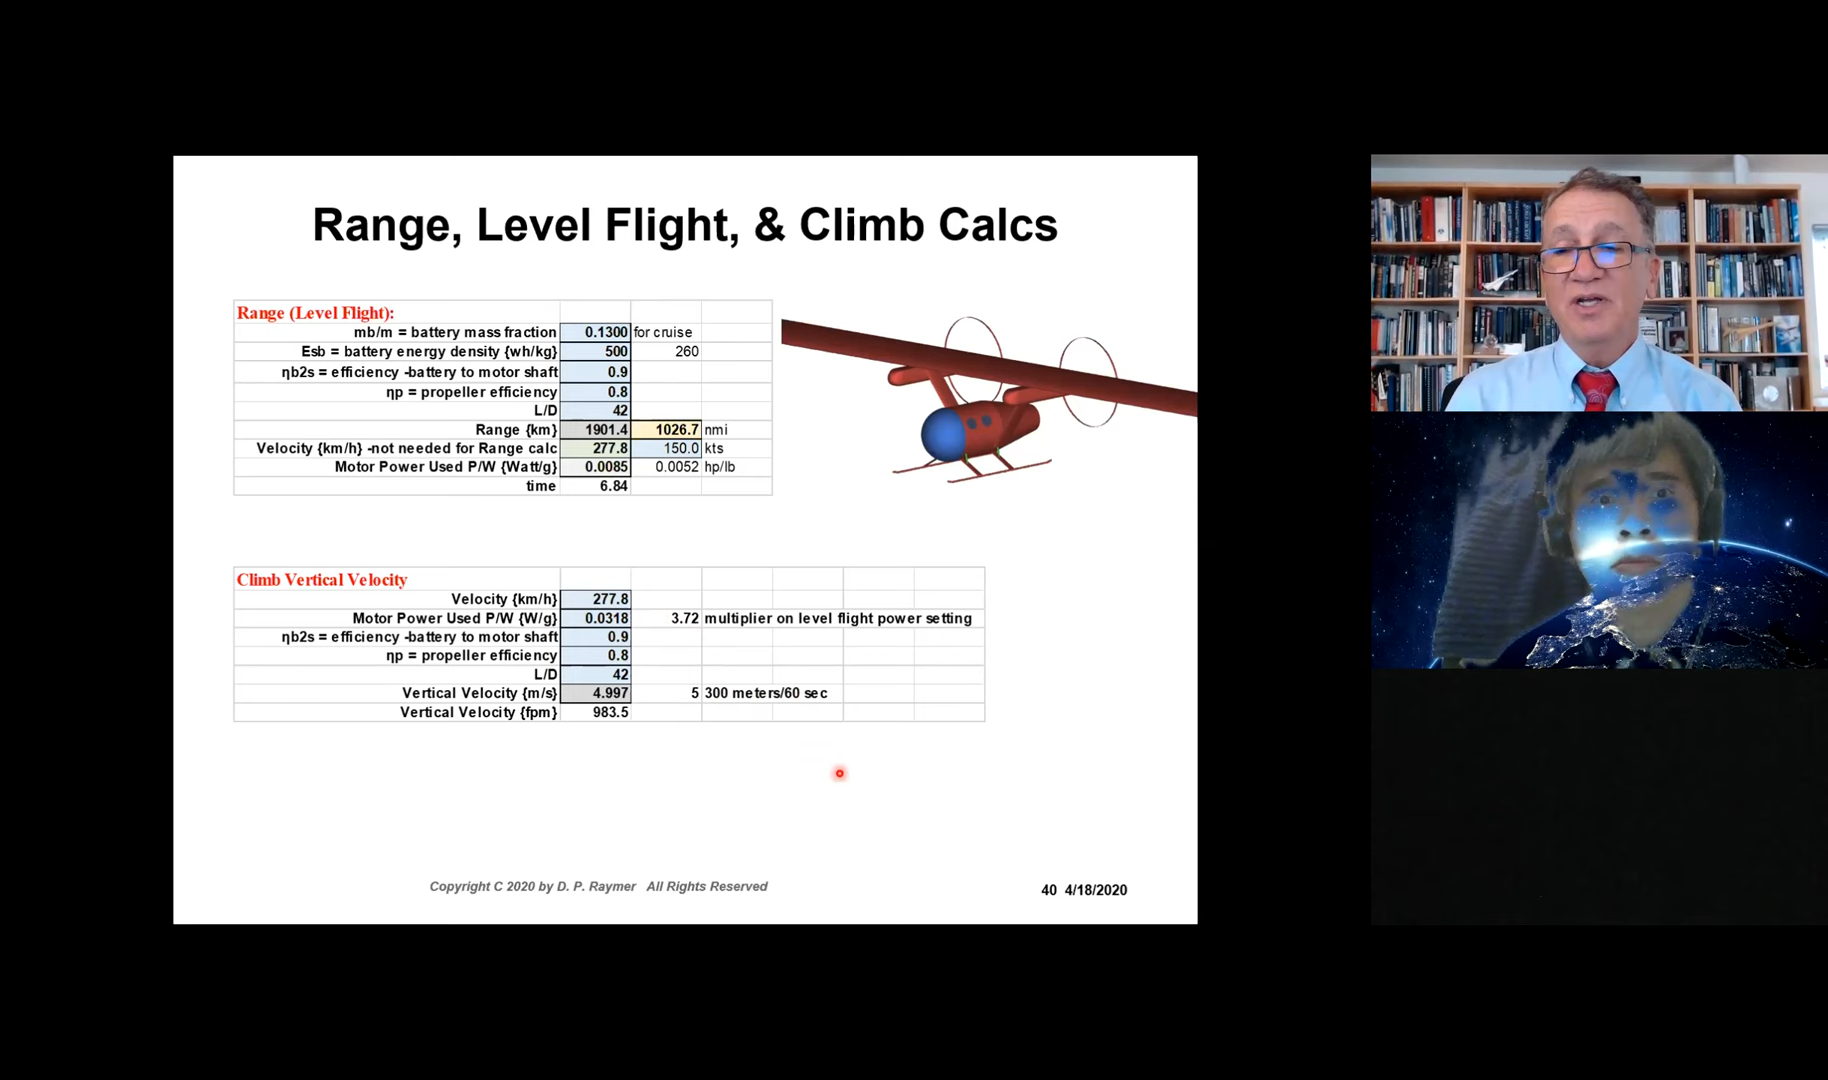 Range, Level Flight, & Climb Calcs
Range (Level Flight):
mb/m = battery mass fraction 0.1300 for cruise
Esb = battery energy density {wh/kg} 500 260
ηb2s = efficiency -battery to motor shaft 0.9
ηp = propeller efficiency 0.8
L/D 42
Range {km} 1901.4 1026.7 nmi
Velocity {km/h} -not needed for Range calc 277.8 150.0 kts
Motor Power Used P/W {Watt/g} 0.0085 0.0052 hp/lb
time 6.84
Climb Vertical Velocity
Velocity {km/h} 277.8
Motor Power Used P/W {W/g} 0.0318 3.72 multiplier on level flight power setting
ηb2s = efficiency -battery to motor shaft 0.9
ηp = propeller efficiency 0.8
L/D 42
Vertical Velocity {m/s} 4.997 5 300 meters/60 sec
Vertical Velocity {fpm} 983.5
Copyright C 2020 by D. P. Raymer All Rights Reserved
40 4/18/2020